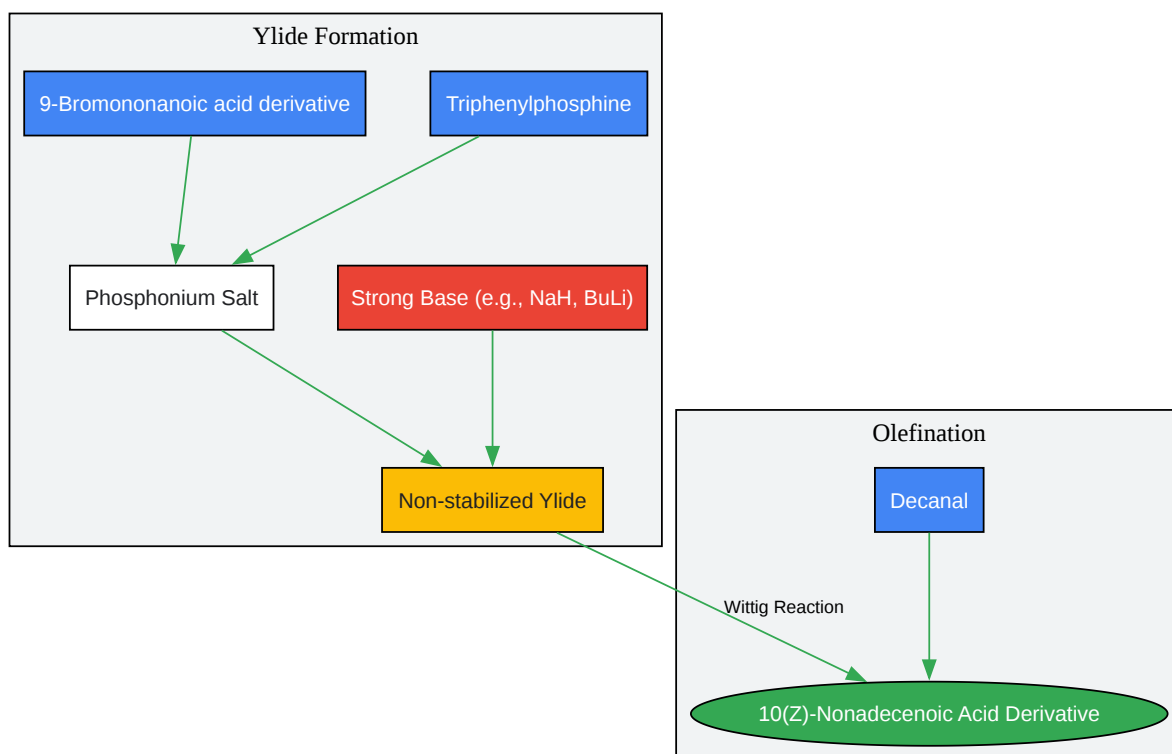 Ylide Formation
9-Bromononanoic acid derivative
Triphenylphosphine
Phosphonium Salt
Strong Base (e.g., NaH, BuLi)
Non-stabilized Ylide
Olefination
Decanal
Wittig Reaction
10(Z)-Nonadecenoic Acid Derivative